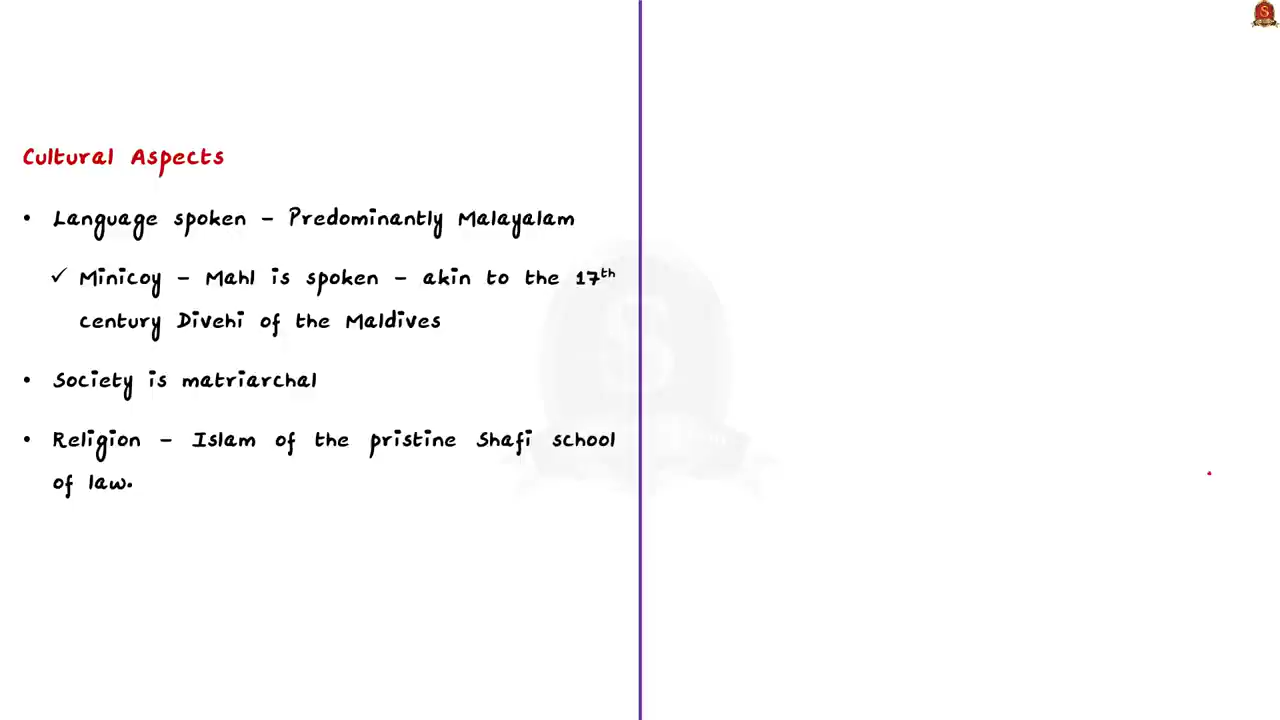 Cultural Aspects
• Language spoken – Predominantly Malayalam
✓ Minicoy – Mahl is spoken – akin to the 17th
century Divehi of the Maldives
• Society is matriarchal
• Religion – Islam of the pristine Shafi school
of law.